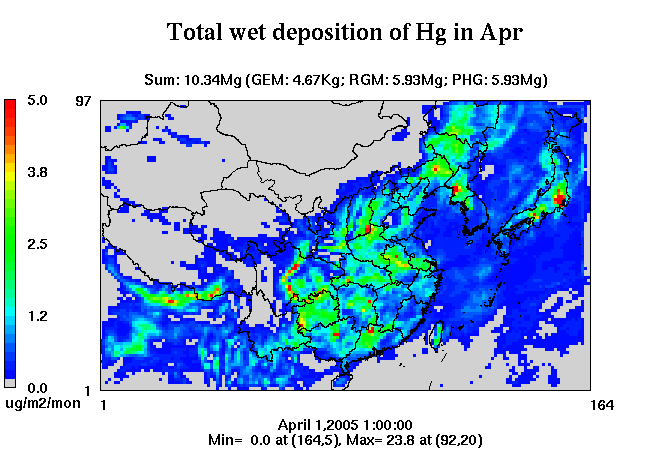 Total wet deposition of Hg in Apr
Sum: 10.34Mg (GEM: 4.67Kg; RGM: 5.93Mg; PHG: 5.93Mg)
5.0
3.8
2.5
1.2
0.0
ug/m2/mon
97
1
1
164
April 1,2005 1:00:00
Min= 0.0 at (164,5), Max= 23.8 at (92,20)